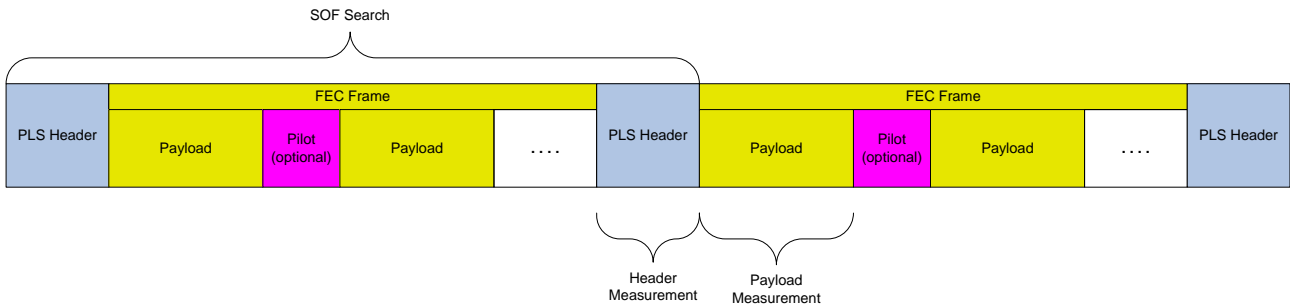 SOF Search
FEC Frame
FEC Frame
PLS Header
Payload
Pilot
(optional)
Payload
....
PLS Header
Payload
Pilot
(optional)
Payload
....
PLS Header
Header
Measurement
Payload
Measurement